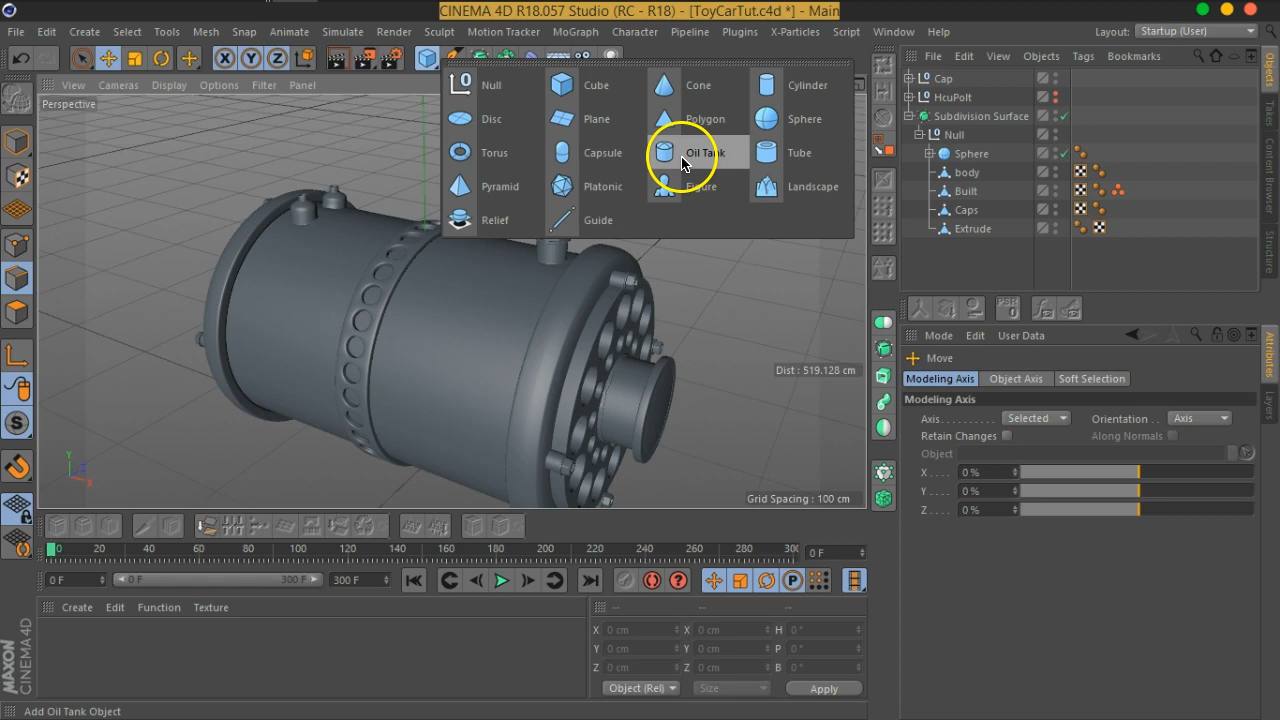 CINEMA 4D R18.057 Studio (RC - R18) - [ToyCarTut.c4d *] - Main
File Edit Create Select Tools Mesh Snap Animate Simulate Render Sculpt Motion Tracker MoGraph Character Pipeline Plugins X-Particles Script Window Help Layout: Startup (User)
X Y Z
View Cameras Display Options Filter Panel
File Edit View Objects Tags Bookmarks
Perspective
Null Cube Cone Cylinder
Disc Plane Polygon Sphere
Torus Capsule Oil Tank Tube
Pyramid Platonic Figure Landscape
Relief Guide
Cap
HcuPolt
Subdivision Surface
Null
Sphere
body
Built
Caps
Extrude
Objects
Takes
Structure
PSR
Mode Edit User Data
Move
Modeling Axis Object Axis Soft Selection
Modeling Axis
Axis.......... Selected Orientation .. Axis
Retain Changes Along Normals
Object
X .... 0 %
Y .... 0 %
Z .... 0 %
Attributes
Layers
Dist : 519.128 cm
Y
Z
X
Grid Spacing : 100 cm
S
0 20 40 60 80 100 120 140 160 180 200 220 240 260 280 30 0 F
0 F 0 F 300 F 300 F P
Create Edit Function Texture
-- -- --
X 0 cm X 0 cm H 0 °
Y 0 cm Y 0 cm P 0 °
Z 0 cm Z 0 cm B 0 °
Object (Rel) Size Apply
MAXON
CINEMA 4D
Add Oil Tank Object